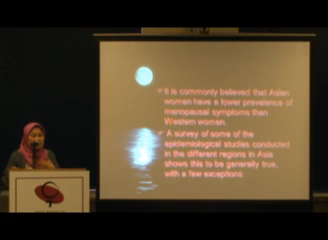 It is commonly believed that Asian
women have a lower prevalence of
menopausal symptoms than
Western women.
A survey of some of the
epidemiological studies conducted
in the different regions in Asia
shows this to be generally true,
with a few exceptions